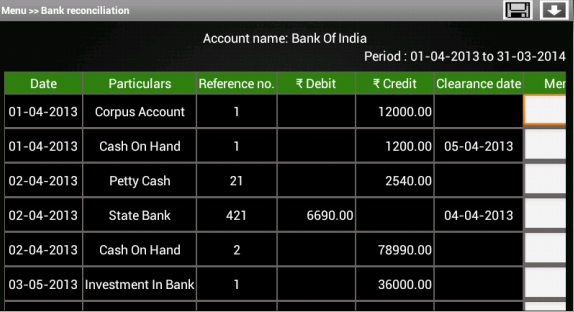 Menu >> Bank reconciliation
Account name: Bank Of India
Period : 01-04-2013 to 31-03-2014
Date Particulars Reference no. ₹ Debit ₹ Credit Clearance date Mer
01-04-2013 Corpus Account 1 12000.00
01-04-2013 Cash On Hand 1 1200.00 05-04-2013
02-04-2013 Petty Cash 21 2540.00
02-04-2013 State Bank 421 6690.00 04-04-2013
02-04-2013 Cash On Hand 2 78990.00
03-05-2013 Investment In Bank 1 36000.00